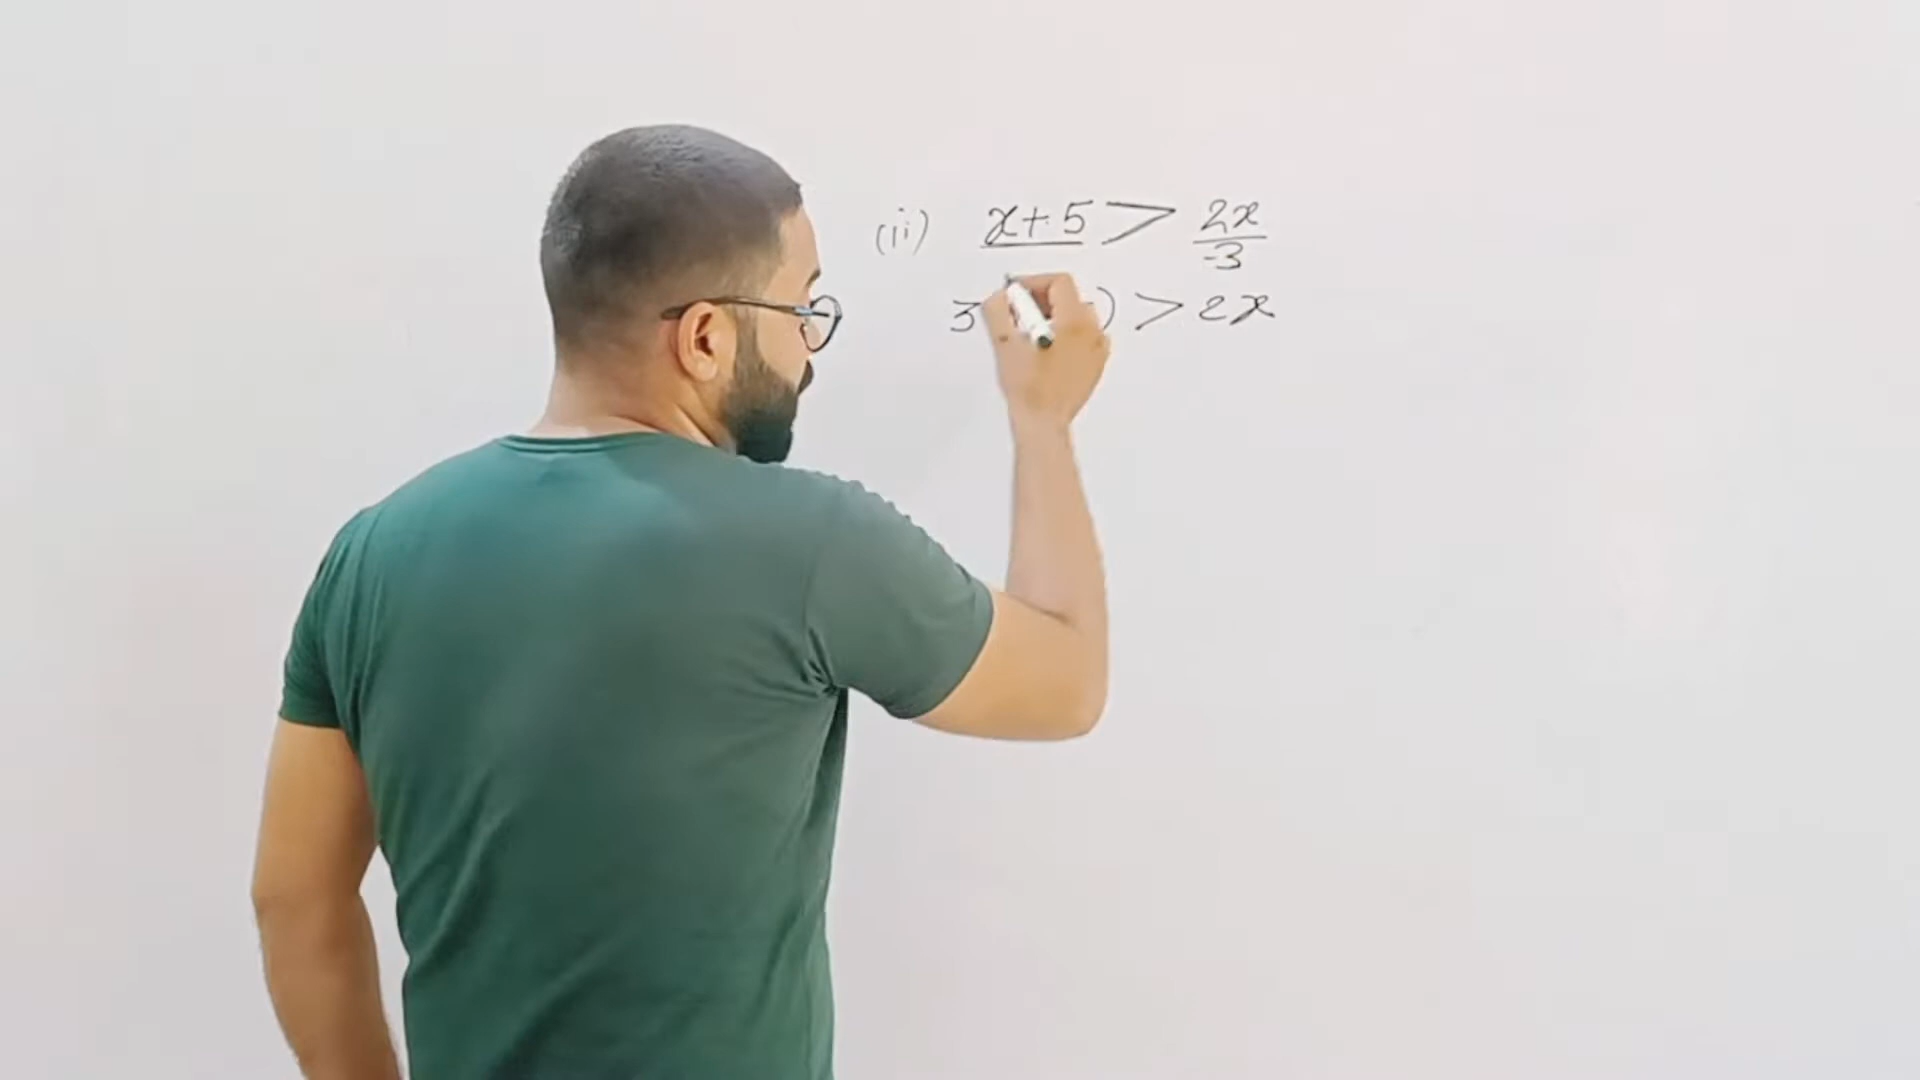 (ii) x+5 > 2x/-3
3 ) > 2x